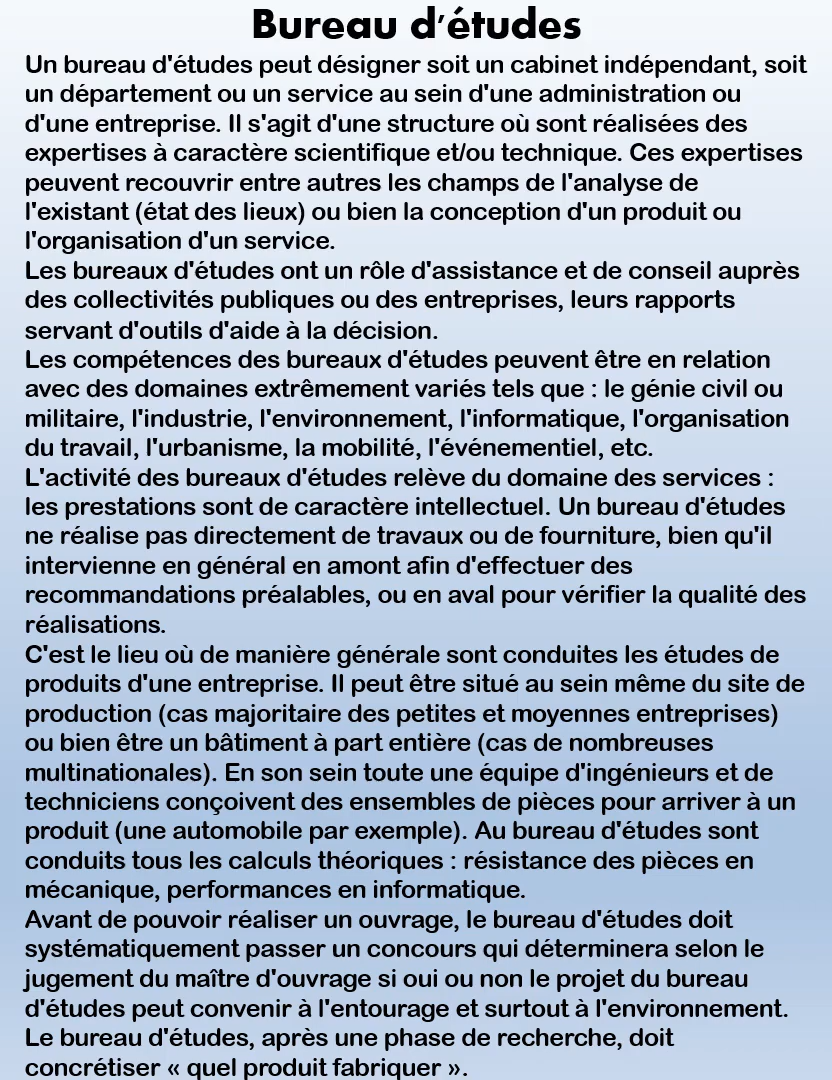 Bureau d'études
Un bureau d'études peut désigner soit un cabinet indépendant, soit
un département ou un service au sein d'une administration ou
d'une entreprise. Il s'agit d'une structure où sont réalisées des
expertises à caractère scientifique et/ou technique. Ces expertises
peuvent recouvrir entre autres les champs de l'analyse de
l'existant (état des lieux) ou bien la conception d'un produit ou
l'organisation d'un service.
Les bureaux d'études ont un rôle d'assistance et de conseil auprès
des collectivités publiques ou des entreprises, leurs rapports
servant d'outils d'aide à la décision.
Les compétences des bureaux d'études peuvent être en relation
avec des domaines extrêmement variés tels que : le génie civil ou
militaire, l'industrie, l'environnement, l'informatique, l'organisation
du travail, l'urbanisme, la mobilité, l'événementiel, etc.
L'activité des bureaux d'études relève du domaine des services :
les prestations sont de caractère intellectuel. Un bureau d'études
ne réalise pas directement de travaux ou de fourniture, bien qu'il
intervienne en général en amont afin d'effectuer des
recommandations préalables, ou en aval pour vérifier la qualité des
réalisations.
C'est le lieu où de manière générale sont conduites les études de
produits d'une entreprise. Il peut être situé au sein même du site de
production (cas majoritaire des petites et moyennes entreprises)
ou bien être un bâtiment à part entière (cas de nombreuses
multinationales). En son sein toute une équipe d'ingénieurs et de
techniciens conçoivent des ensembles de pièces pour arriver à un
produit (une automobile par exemple). Au bureau d'études sont
conduits tous les calculs théoriques : résistance des pièces en
mécanique, performances en informatique.
Avant de pouvoir réaliser un ouvrage, le bureau d'études doit
systématiquement passer un concours qui déterminera selon le
jugement du maître d'ouvrage si oui ou non le projet du bureau
d'études peut convenir à l'entourage et surtout à l'environnement.
Le bureau d'études, après une phase de recherche, doit
concrétiser « quel produit fabriquer ».